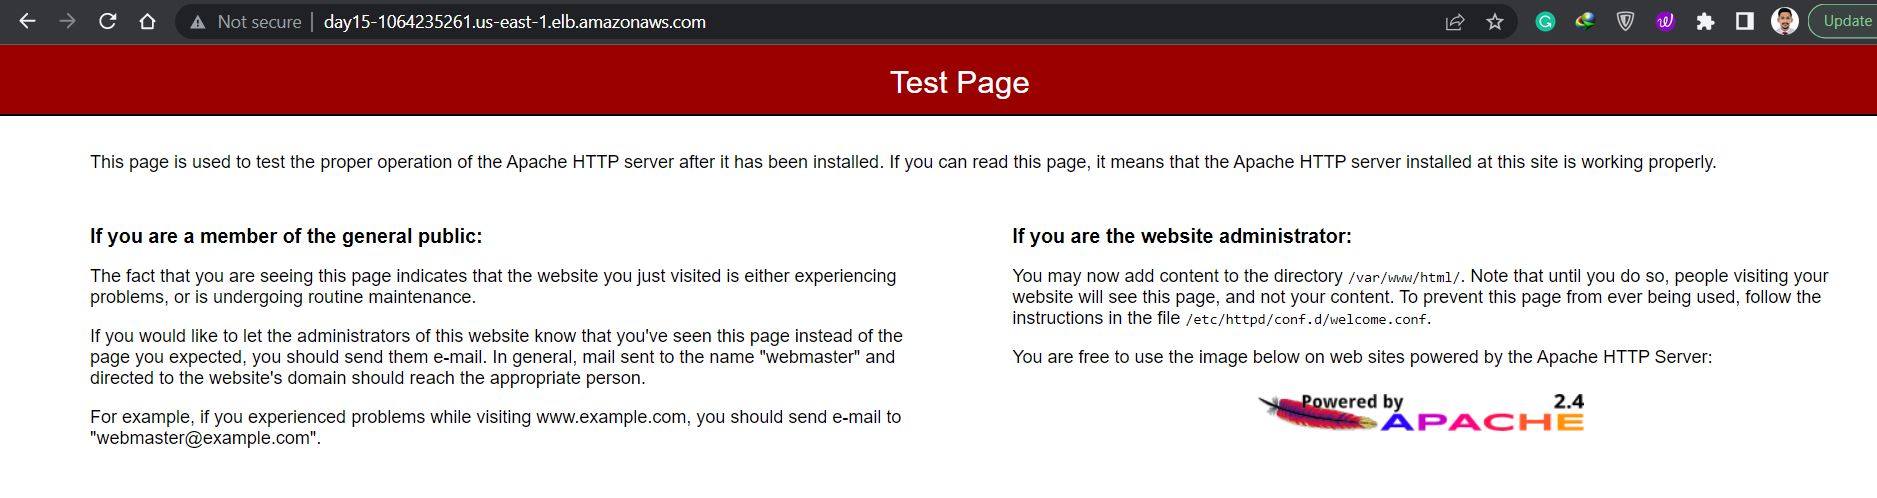 Not secure | day15-1064235261.us-east-1.elb.amazonaws.com
Update
Test Page
This page is used to test the proper operation of the Apache HTTP server after it has been installed. If you can read this page, it means that the Apache HTTP server installed at this site is working properly.
If you are a member of the general public:
The fact that you are seeing this page indicates that the website you just visited is either experiencing
problems, or is undergoing routine maintenance.
If you would like to let the administrators of this website know that you've seen this page instead of the
page you expected, you should send them e-mail. In general, mail sent to the name "webmaster" and
directed to the website's domain should reach the appropriate person.
For example, if you experienced problems while visiting www.example.com, you should send e-mail to
"webmaster@example.com".
If you are the website administrator:
You may now add content to the directory /var/www/html/. Note that until you do so, people visiting your
website will see this page, and not your content. To prevent this page from ever being used, follow the
instructions in the file /etc/httpd/conf.d/welcome.conf.
You are free to use the image below on web sites powered by the Apache HTTP Server:
Powered by 2.4
APACHE